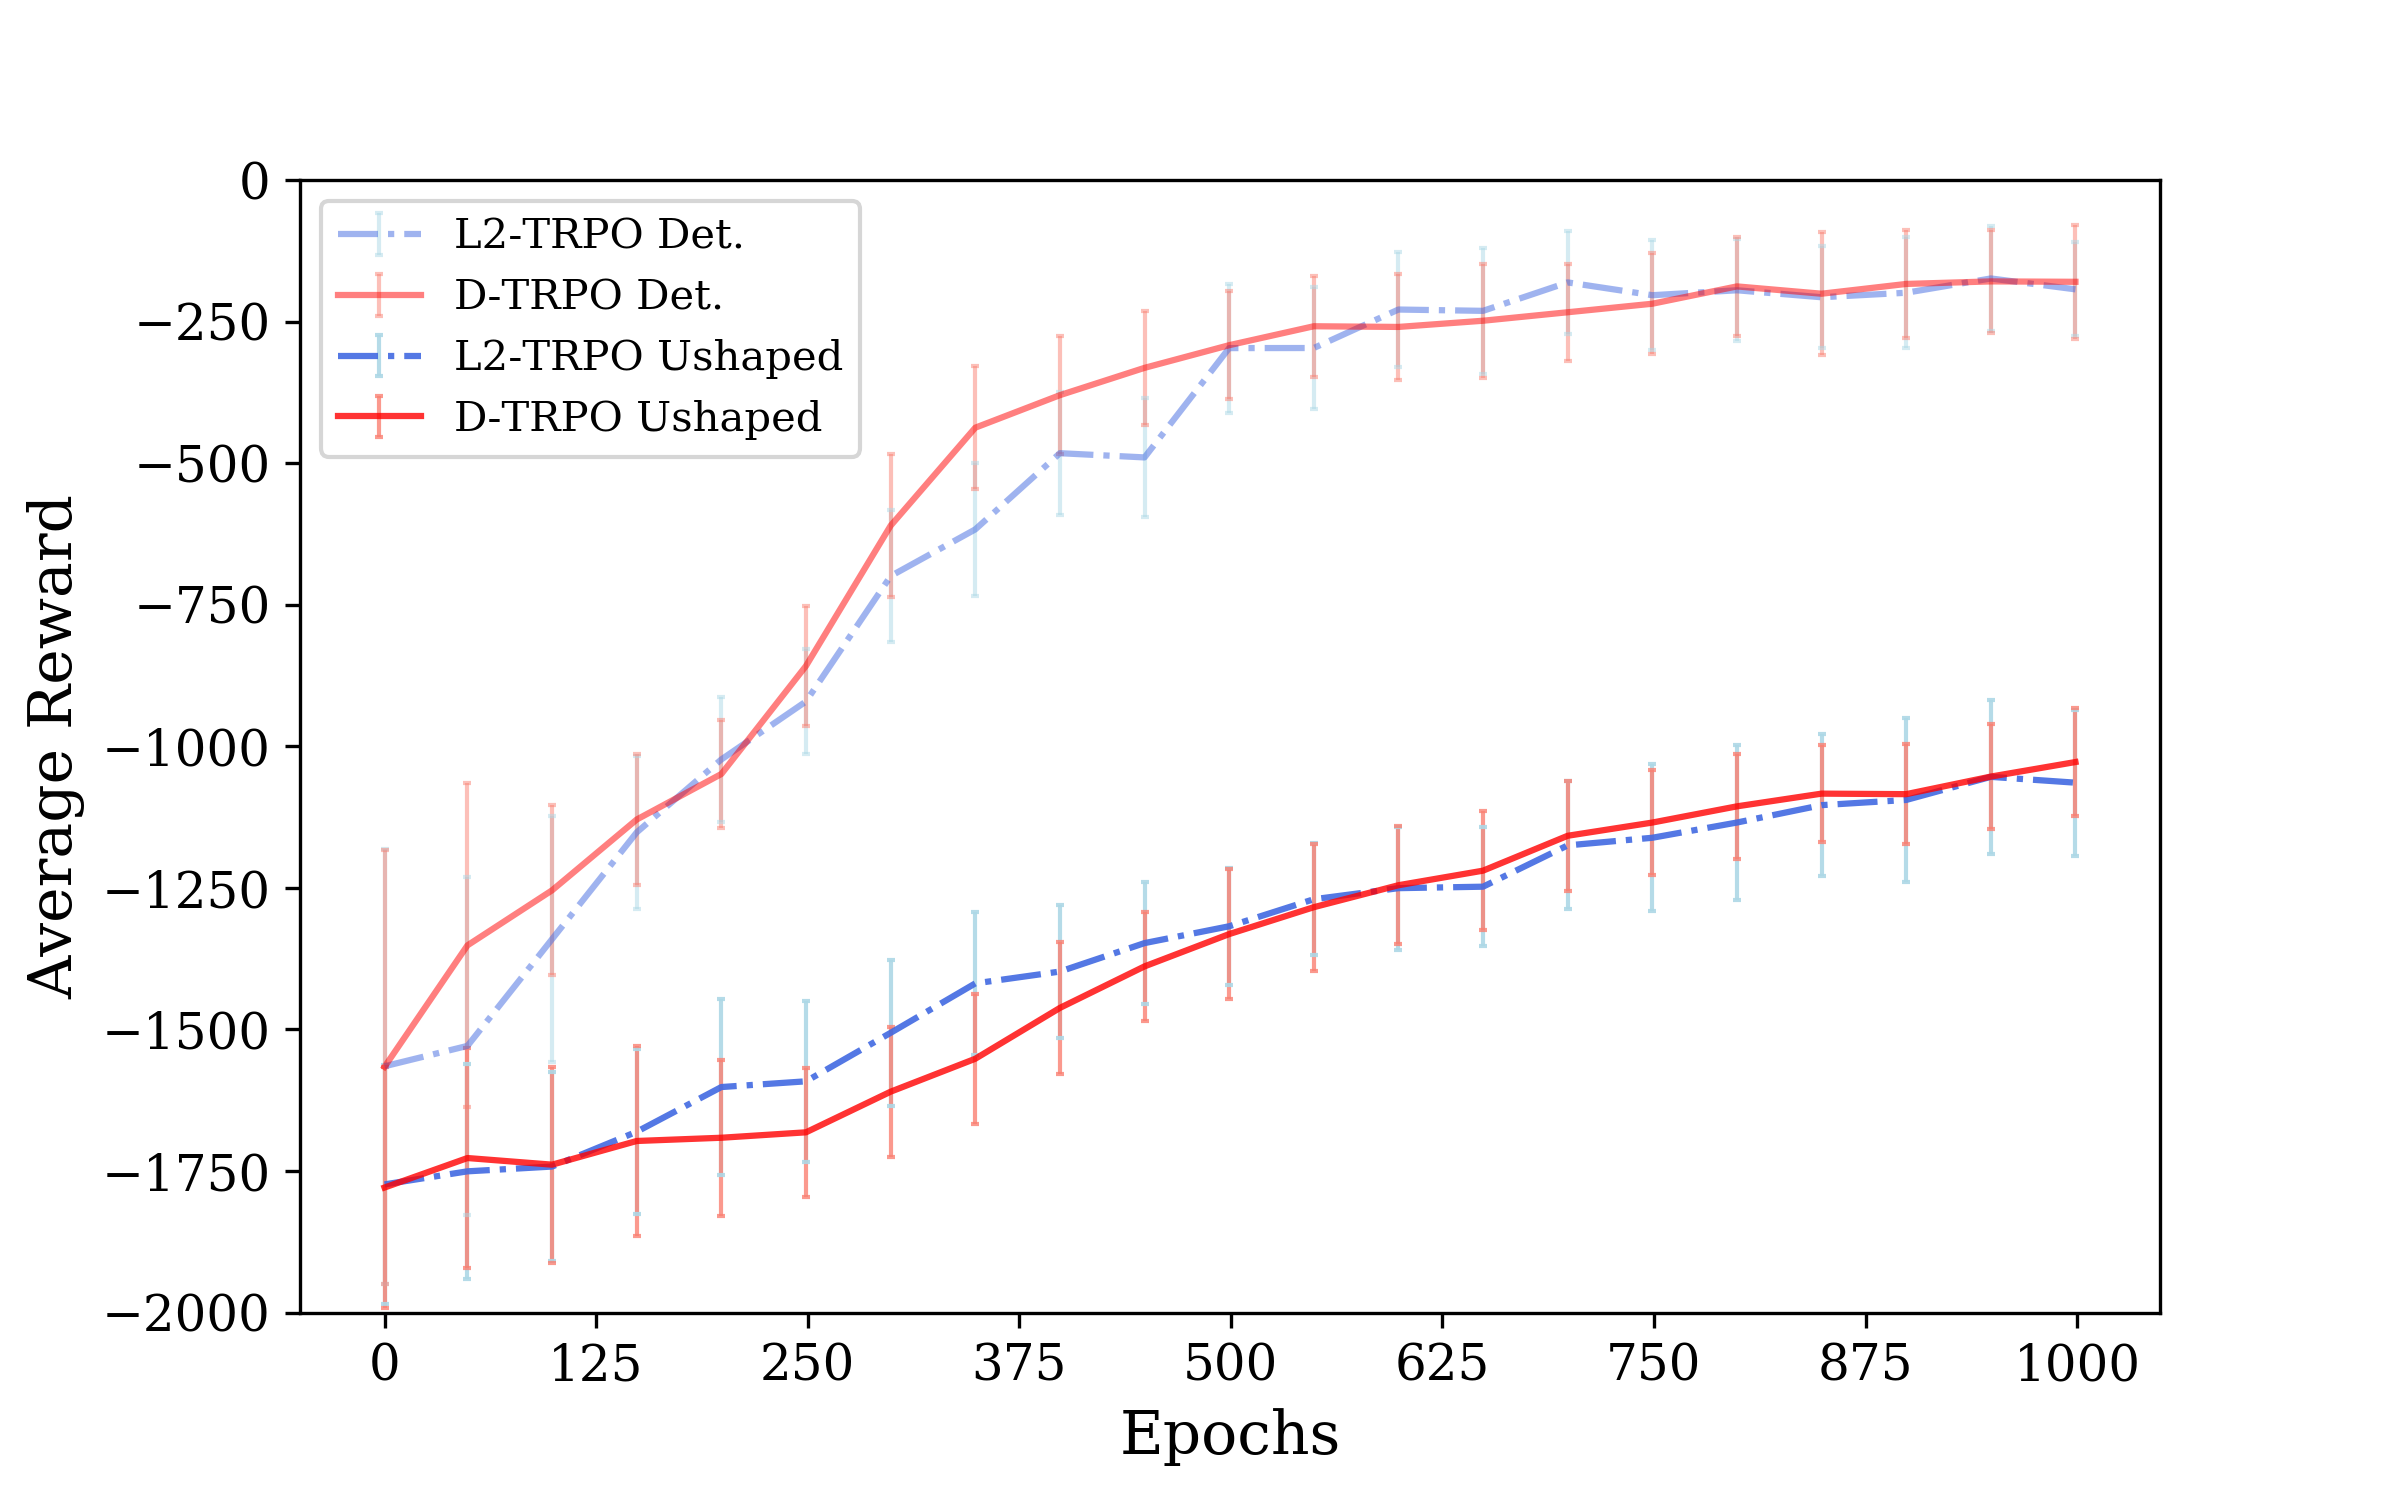 0
−250
−500
−750
−1000
−1250
−1500
−1750
−2000
Average Reward
L2-TRPO Det.
D-TRPO Det.
L2-TRPO Ushaped
D-TRPO Ushaped
0 125 250 375 500 625 750 875 1000
Epochs